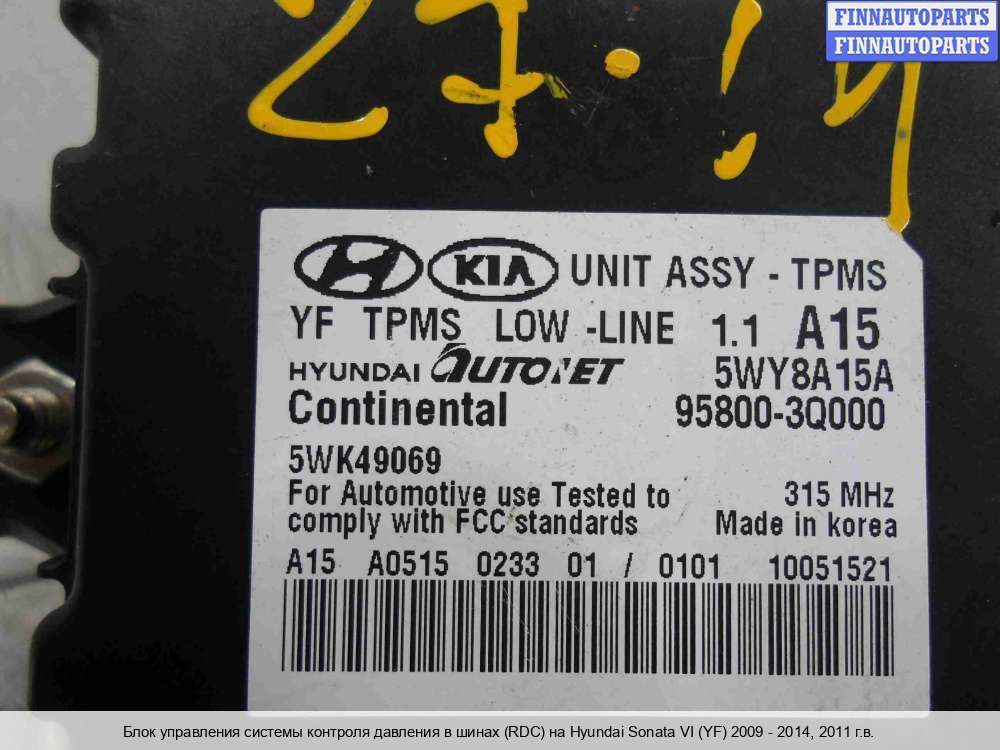 FINNAUTOPARTS
FINNAUTOPARTS
KIA UNIT ASSY - TPMS
YF TPMS LOW -LINE 1.1 A15
HYUNDAI AUTONET 5WY8A15A
Continental 95800-3Q000
5WK49069
For Automotive use Tested to 315 MHz
comply with FCC standards Made in korea
A15 A0515 0233 01 / 0101 10051521
Блок управления системы контроля давления в шинах (RDC) на Hyundai Sonata VI (YF) 2009 - 2014, 2011 г.в.